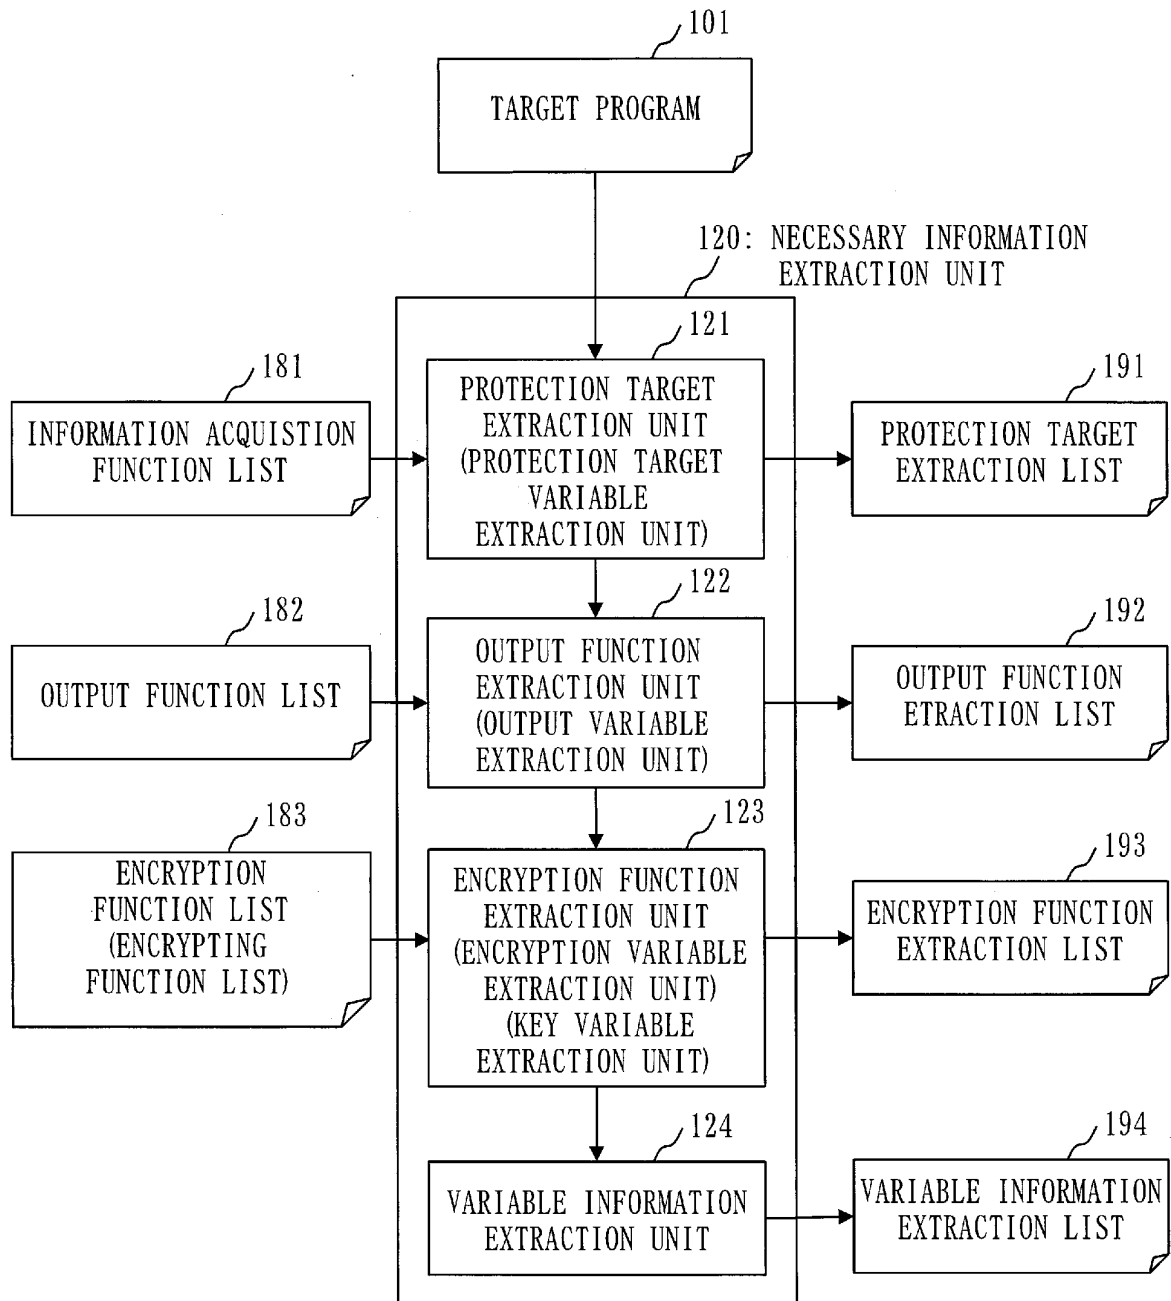 101
TARGET PROGRAM
120: NECESSARY INFORMATION
EXTRACTION UNIT
121
PROTECTION TARGET
EXTRACTION UNIT
(PROTECTION TARGET
VARIABLE
EXTRACTION UNIT)
181
INFORMATION ACQUISTION
FUNCTION LIST
191
PROTECTION TARGET
EXTRACTION LIST
122
OUTPUT FUNCTION
EXTRACTION UNIT
(OUTPUT VARIABLE
EXTRACTION UNIT)
182
OUTPUT FUNCTION LIST
192
OUTPUT FUNCTION
ETRACTION LIST
183
ENCRYPTION
FUNCTION LIST
(ENCRYPTING
FUNCTION LIST)
123
ENCRYPTION FUNCTION
EXTRACTION UNIT
(ENCRYPTION VARIABLE
EXTRACTION UNIT)
(KEY VARIABLE
EXTRACTION UNIT)
193
ENCRYPTION FUNCTION
EXTRACTION LIST
124
VARIABLE INFORMATION
EXTRACTION UNIT
194
VARIABLE INFORMATION
EXTRACTION LIST